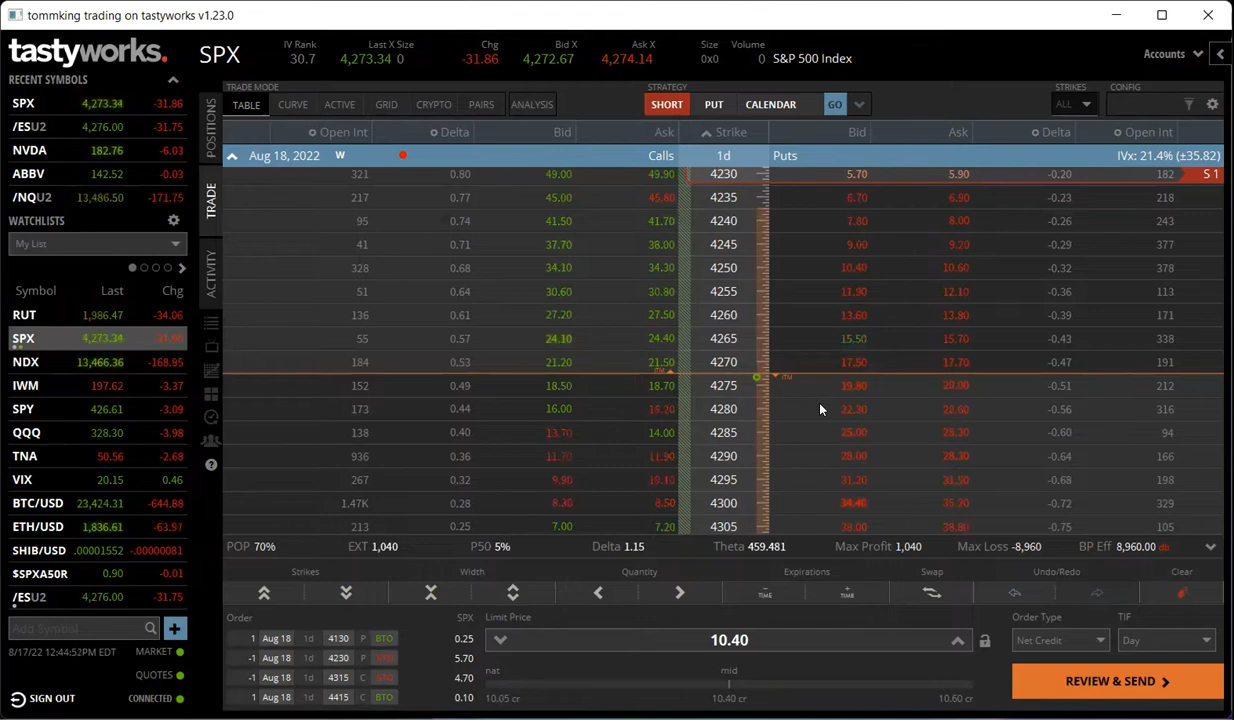 tommking trading on tastyworks v1.23.0
tastyworks.
SPX
IV Rank Last X Size Chg Bid X Ask X Size Volume
30.7 4,273.34 0 -31.86 4,272.67 4,274.14 0x0 0 S&P 500 Index
Accounts
RECENT SYMBOLS
SPX 4,273.34 -31.86
/ESU2 4,276.00 -31.75
NVDA 182.76 -6.03
ABBV 142.52 -0.03
/NQU2 13,486.50 -171.75
WATCHLISTS
My List
Symbol Last Chg
RUT 1,986.47 -34.06
SPX 4,273.34 -31.86
NDX 13,466.36 -168.95
IWM 197.62 -3.37
SPY 426.61 -3.09
QQQ 328.30 -3.98
TNA 50.56 -2.68
VIX 20.15 0.46
BTC/USD 23,424.31 -644.88
ETH/USD 1,836.61 -63.97
SHIB/USD .00001552 -.00000081
$SPXA50R 0.90 -0.01
/ESU2 4,276.00 -31.75
Add Symbol
8/17/22 12:44:52PM EDT MARKET
QUOTES
SIGN OUT CONNECTED
POSITIONS
TRADE
ACTIVITY
TRADE MODE STRATEGY STRIKES CONFIG
TABLE CURVE ACTIVE GRID CRYPTO PAIRS ANALYSIS SHORT PUT CALENDAR GO ALL
Open Int Delta Bid Ask Strike Bid Ask Delta Open Int
Aug 18, 2022 W Calls 1d Puts IVx: 21.4% (±35.82)
321 0.80 49.00 49.90 4230 5.70 5.90 -0.20 182 S 1
217 0.77 45.00 45.80 4235 6.70 6.90 -0.23 218
95 0.74 41.50 41.70 4240 7.80 8.00 -0.26 243
41 0.71 37.70 38.00 4245 9.00 9.20 -0.29 377
328 0.68 34.10 34.30 4250 10.40 10.60 -0.32 378
51 0.64 30.60 30.80 4255 11.90 12.10 -0.36 113
136 0.61 27.20 27.50 4260 13.60 13.80 -0.39 171
55 0.57 24.10 24.40 4265 15.50 15.70 -0.43 338
184 0.53 21.20 21.50 4270 17.50 17.70 -0.47 191
ITM ITM
152 0.49 18.50 18.70 4275 19.80 20.00 -0.51 212
173 0.44 16.00 16.20 4280 22.30 22.60 -0.56 316
138 0.40 13.70 14.00 4285 25.00 25.30 -0.60 94
936 0.36 11.70 11.90 4290 28.00 28.30 -0.64 166
267 0.32 9.90 10.10 4295 31.20 31.50 -0.68 198
1.47K 0.28 8.30 8.50 4300 34.40 35.20 -0.72 329
213 0.25 7.00 7.20 4305 38.00 38.80 -0.75 105
POP 70% EXT 1,040 P50 5% Delta 1.15 Theta 459.481 Max Profit 1,040 Max Loss -8,960 BP Eff 8,960.00 db
Strikes Width Quantity Expirations Swap Undo/Redo Clear
TIME TIME
Order SPX Limit Price Order Type TIF
1 Aug 18 1d 4130 P BTO 0.25
-1 Aug 18 1d 4230 P STO 5.70
-1 Aug 18 1d 4315 C STO 4.70
1 Aug 18 1d 4415 C BTO 0.10
10.40
Net Credit Day
nat mid
10.05 cr 10.40 cr 10.60 cr
REVIEW & SEND